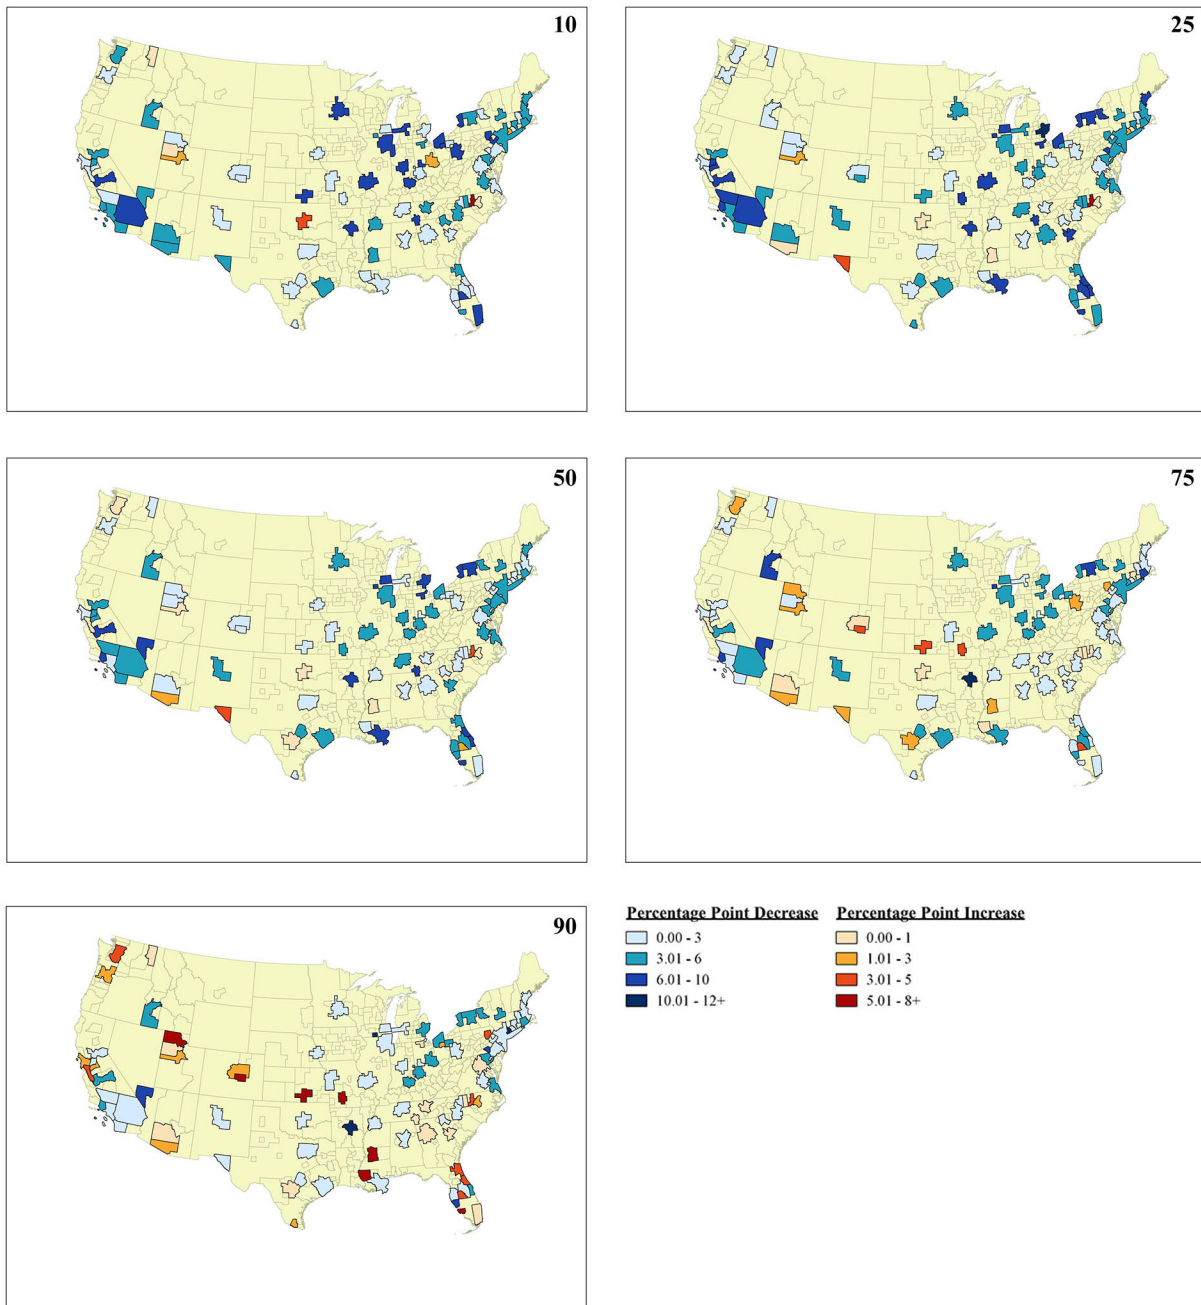 10
25
50
75
90
Percentage Point Decrease Percentage Point Increase
0.00 - 3 0.00 - 1
3.01 - 6 1.01 - 3
6.01 - 10 3.01 - 5
10.01 - 12+ 5.01 - 8+